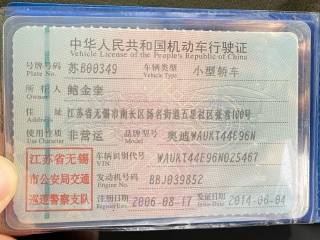 中华人民共和国机动车行驶证
Vehicle License of the People's Republic of China
号牌号码 苏B00349 车辆类型 小型轿车
Plate No. Vehicle Type
所有人 鲍金奎
Owner
住址 江苏省无锡市南长区扬名街道五星社区张巷100号
Address
使用性质 非营运 品牌型号 奥迪WAUKT44E96N
Use Character Model
江苏省无锡 车辆识别代号 WAUKT44E96N025467
VIN
市公安局交通 发动机号码 BBJ039852
Engine No.
巡逻警察支队 注册日期 2006-08-17 发证日期 2014-06-04
Register Date Issue Date